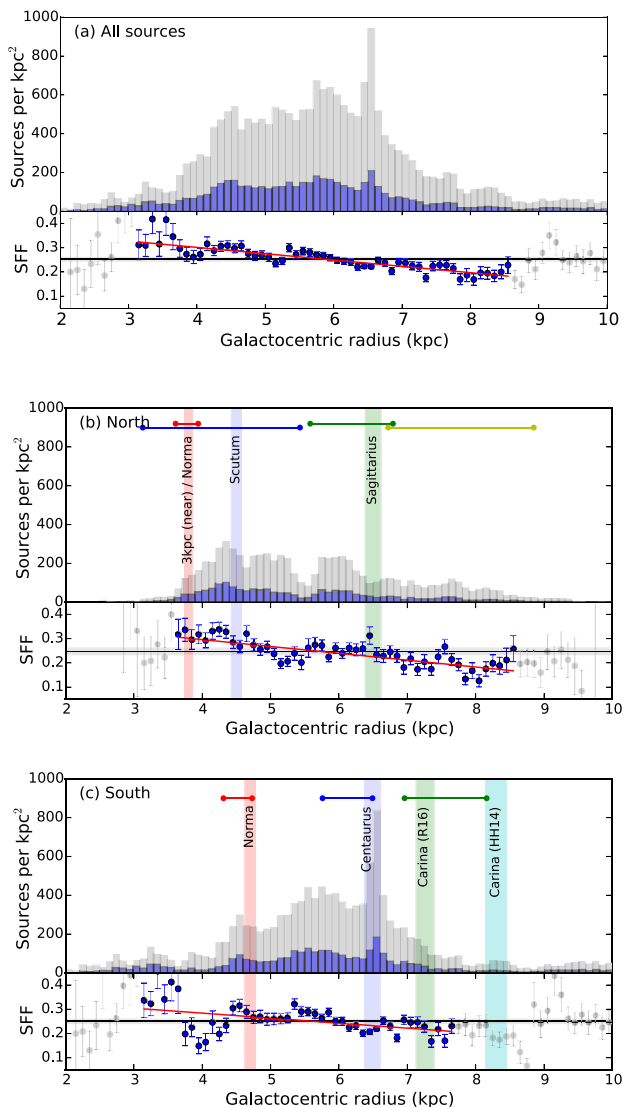 (a) All sources
Sources per kpc²
1000
800
600
400
200
0
SFF
0.4
0.3
0.2
0.1
2 3 4 5 6 7 8 9 10
Galactocentric radius (kpc)
(b) North
Sources per kpc²
1000
800
600
400
200
0
3kpc (near) / Norma
Scutum
Sagittarius
SFF
0.4
0.3
0.2
0.1
2 3 4 5 6 7 8 9 10
Galactocentric radius (kpc)
(c) South
Sources per kpc²
1000
800
600
400
200
0
Norma
Centaurus
Carina (R16)
Carina (HH14)
SFF
0.4
0.3
0.2
0.1
2 3 4 5 6 7 8 9 10
Galactocentric radius (kpc)